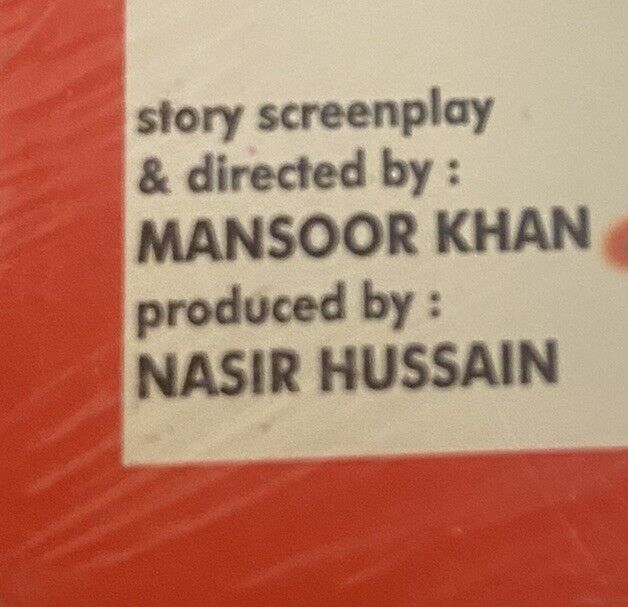 story screenplay
& directed by :
MANSOOR KHAN
produced by :
NASIR HUSSAIN